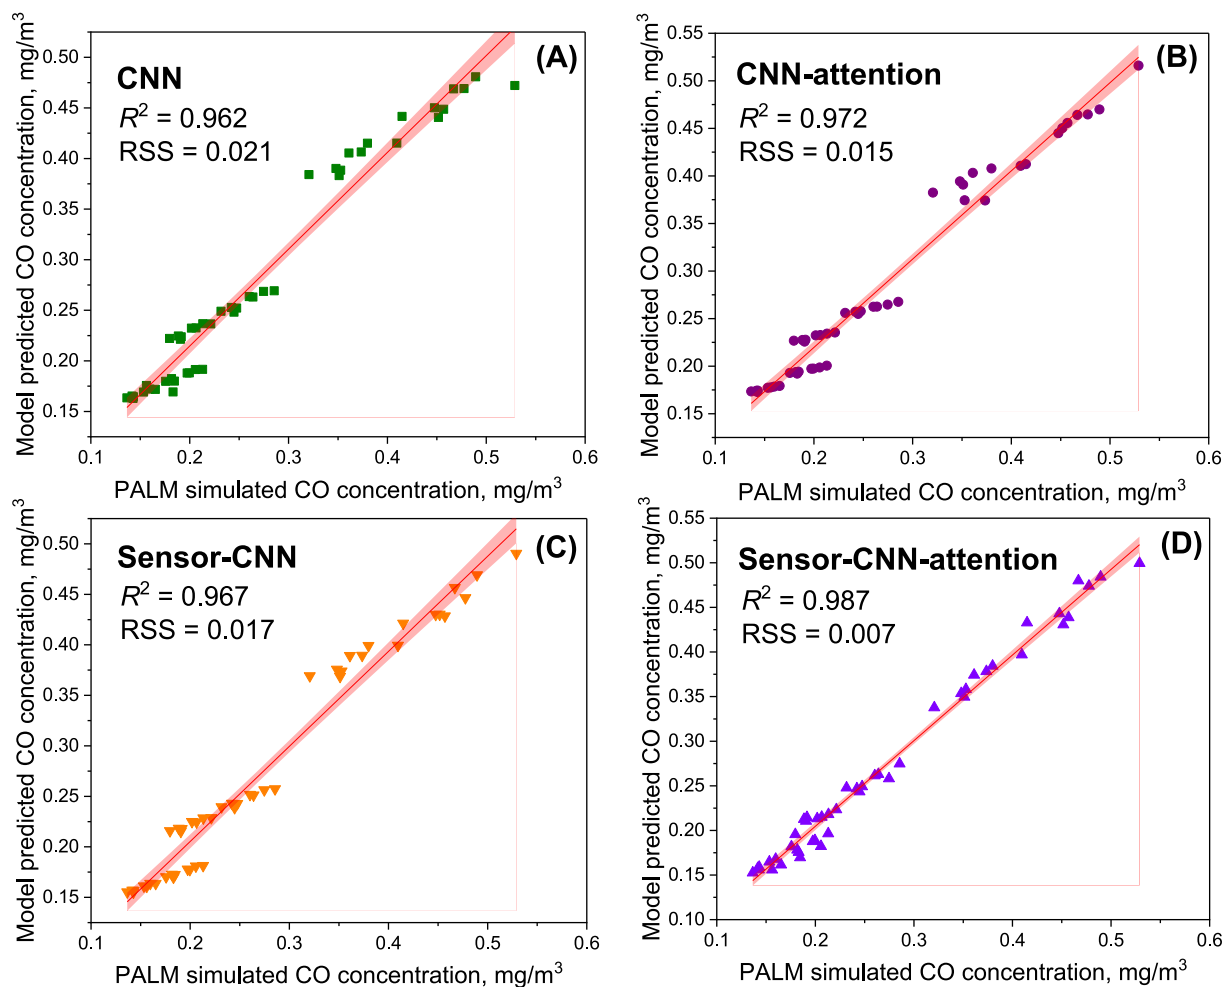 (A)
CNN
R² = 0.962
RSS = 0.021
Model predicted CO concentration, mg/m³
0.50
0.45
0.40
0.35
0.30
0.25
0.20
0.15
0.1 0.2 0.3 0.4 0.5 0.6
PALM simulated CO concentration, mg/m³
(B)
CNN-attention
R² = 0.972
RSS = 0.015
Model predicted CO concentration, mg/m³
0.55
0.50
0.45
0.40
0.35
0.30
0.25
0.20
0.15
0.1 0.2 0.3 0.4 0.5 0.6
PALM simulated CO concentration, mg/m³
(C)
Sensor-CNN
R² = 0.967
RSS = 0.017
Model predicted CO concentration, mg/m³
0.50
0.45
0.40
0.35
0.30
0.25
0.20
0.15
0.1 0.2 0.3 0.4 0.5 0.6
PALM simulated CO concentration, mg/m³
(D)
Sensor-CNN-attention
R² = 0.987
RSS = 0.007
Model predicted CO concentration, mg/m³
0.55
0.50
0.45
0.40
0.35
0.30
0.25
0.20
0.15
0.10
0.1 0.2 0.3 0.4 0.5 0.6
PALM simulated CO concentration, mg/m³